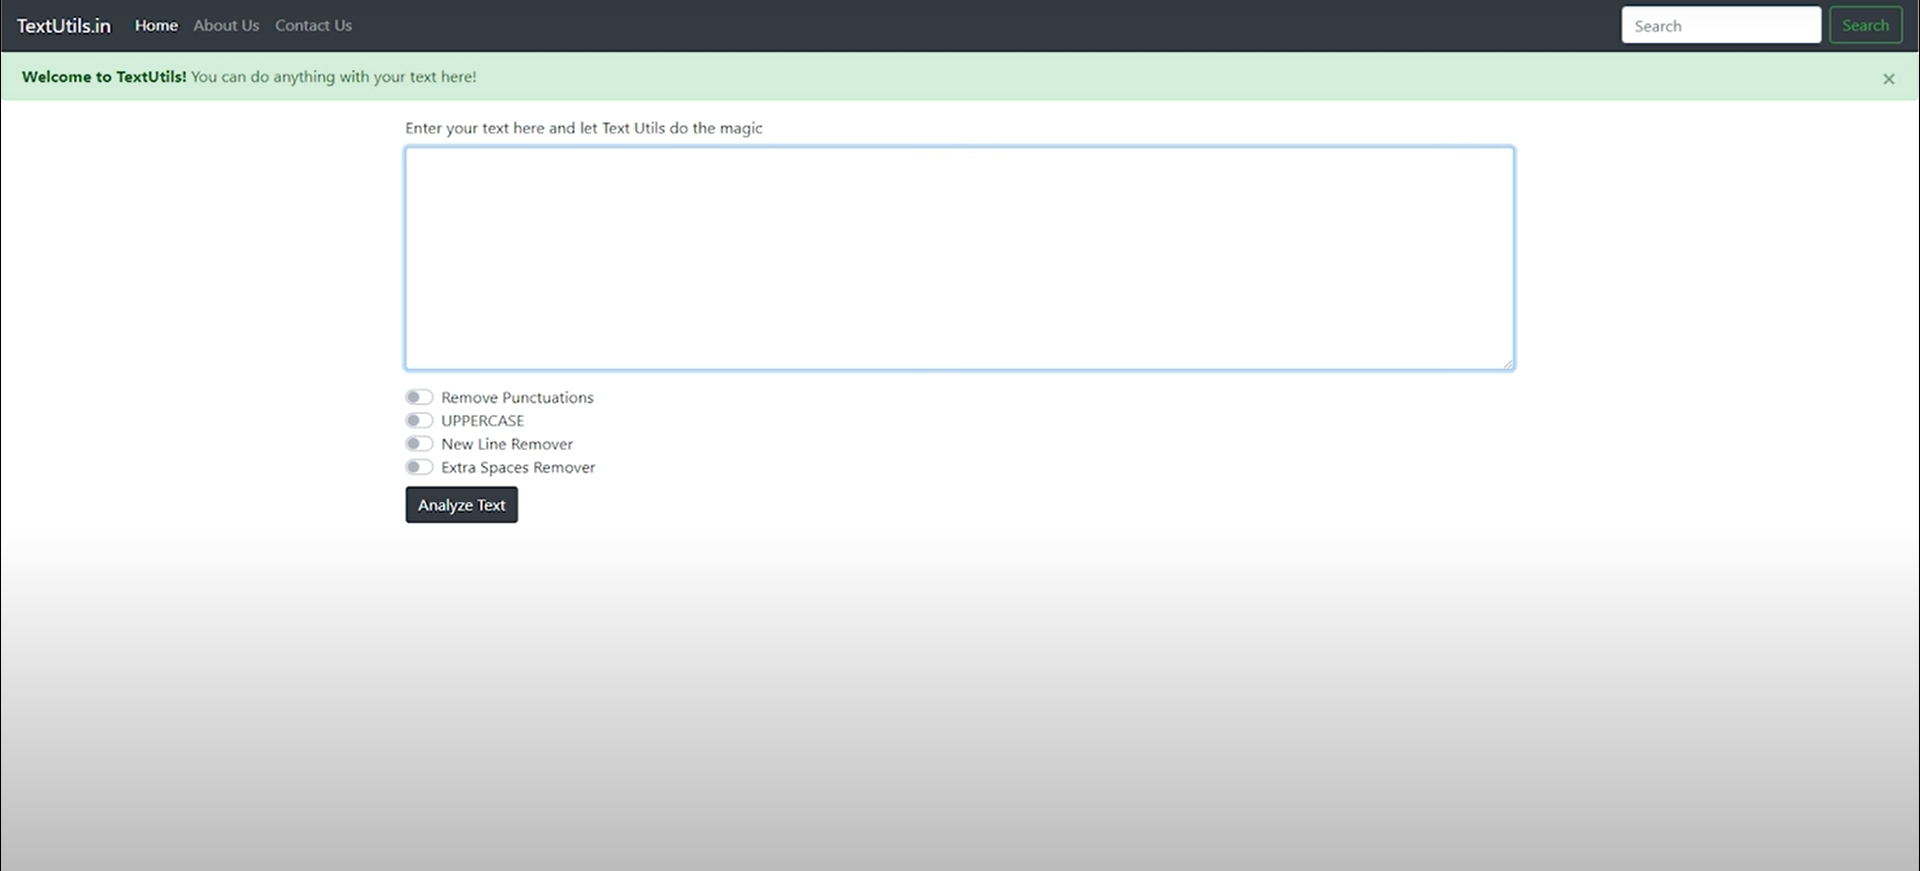 TextUtils.in Home About Us Contact Us Search Search
Welcome to TextUtils! You can do anything with your text here! ×
Enter your text here and let Text Utils do the magic
Remove Punctuations
UPPERCASE
New Line Remover
Extra Spaces Remover
Analyze Text